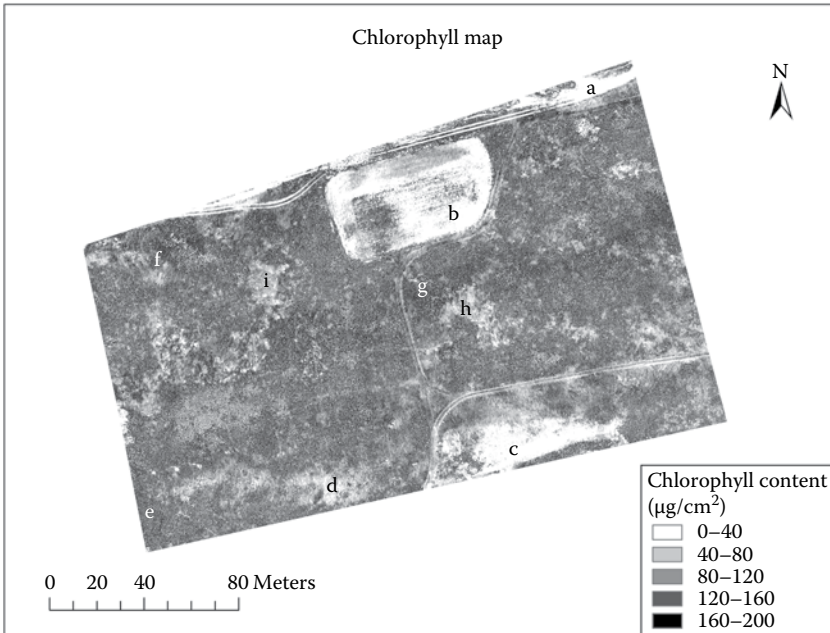 Chlorophyll map
N
a
b
f
i
g
h
c
d
e
Chlorophyll content
(µg/cm²)
0–40
40–80
80–120
120–160
160–200
0 20 40 80 Meters